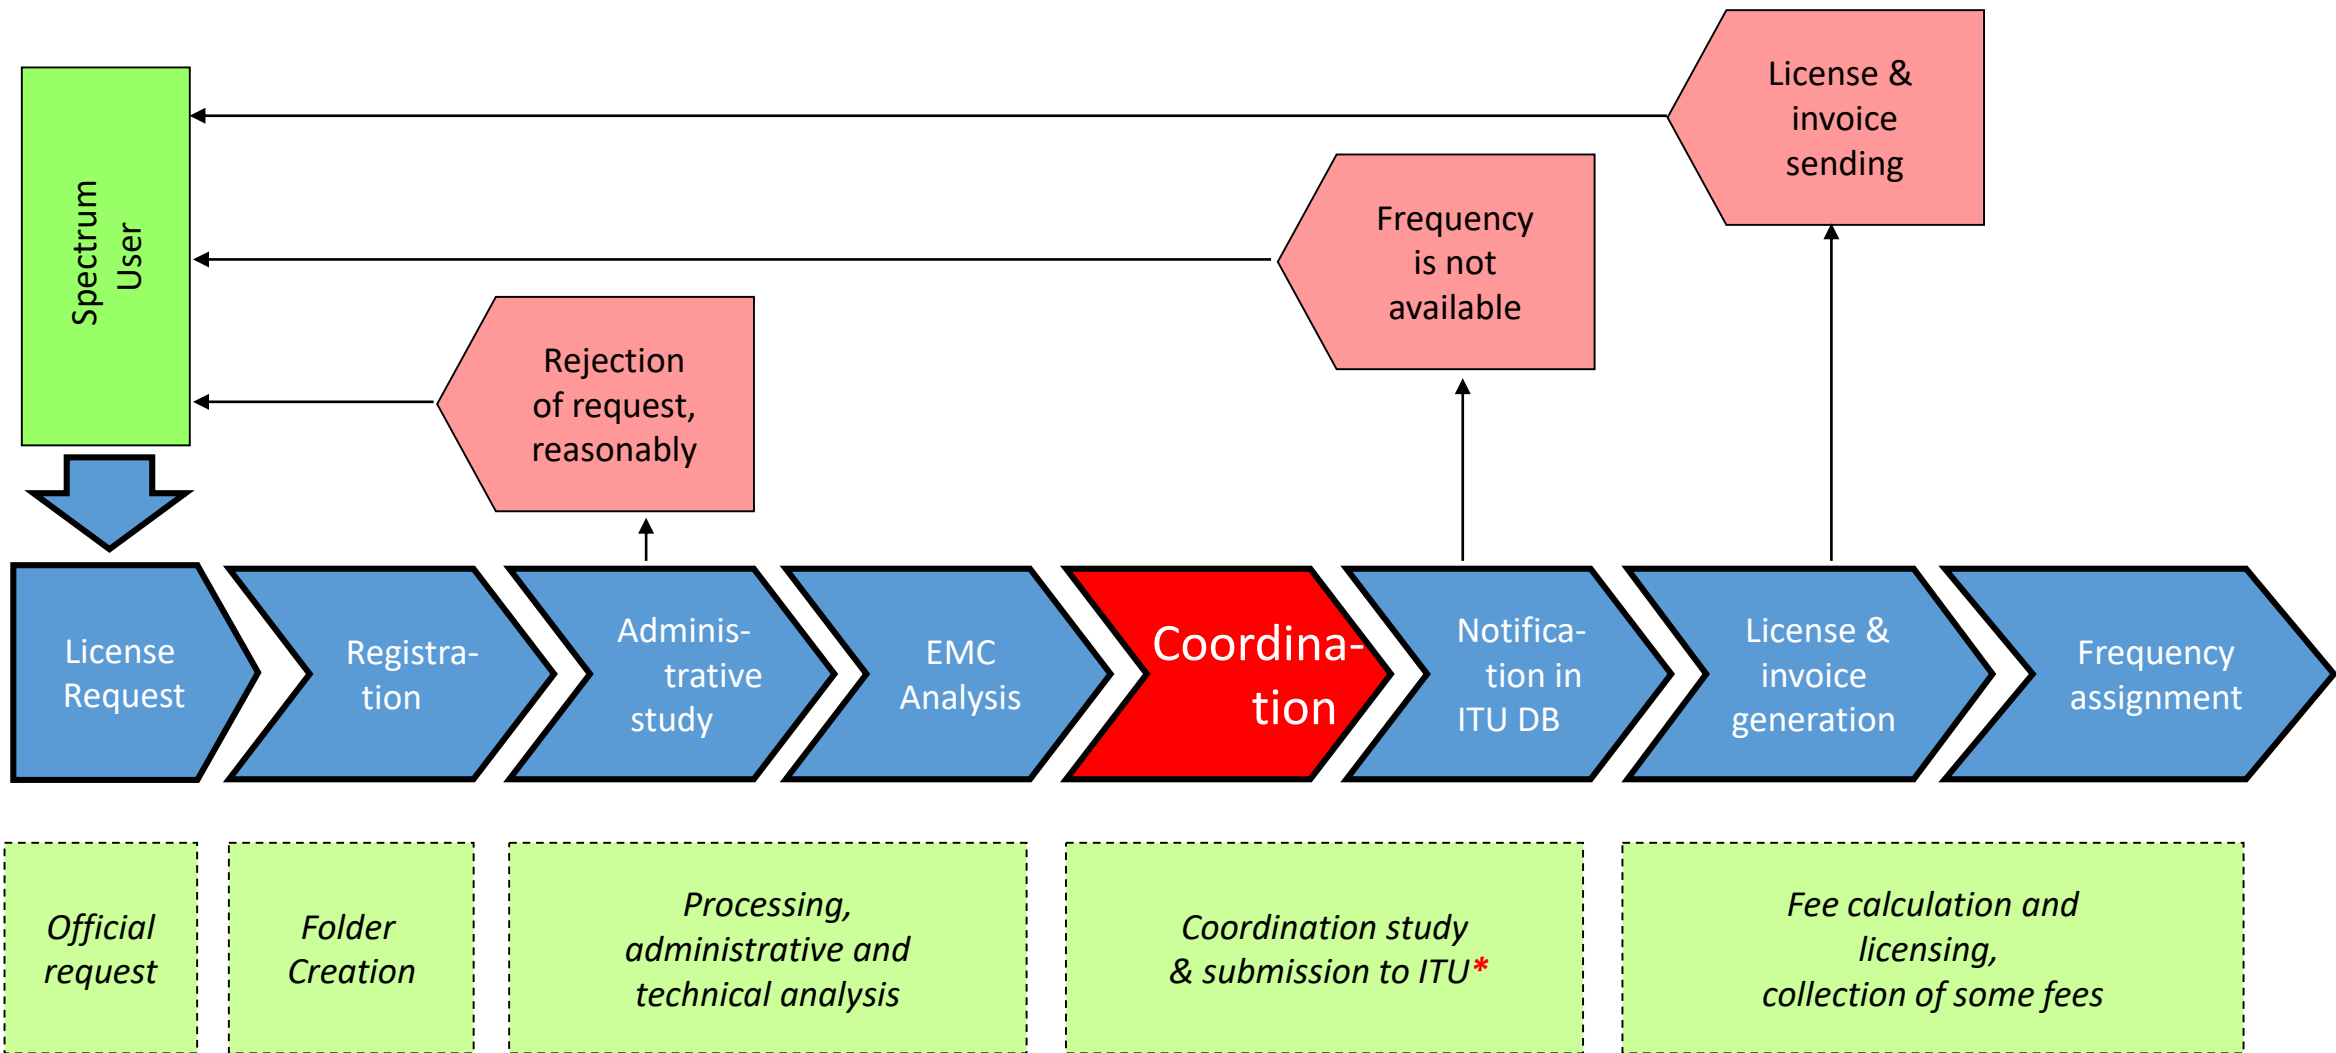 License &
invoice
sending
Spectrum
User
Frequency
is not
available
Rejection
of request,
reasonably
License
Request
Registra-
tion
Adminis-
trative
study
EMC
Analysis
Coordina-
tion
Notifica-
tion in
ITU DB
License &
invoice
generation
Frequency
assignment
Official
request
Folder
Creation
Processing,
administrative and
technical analysis
Coordination study
& submission to ITU*
Fee calculation and
licensing,
collection of some fees